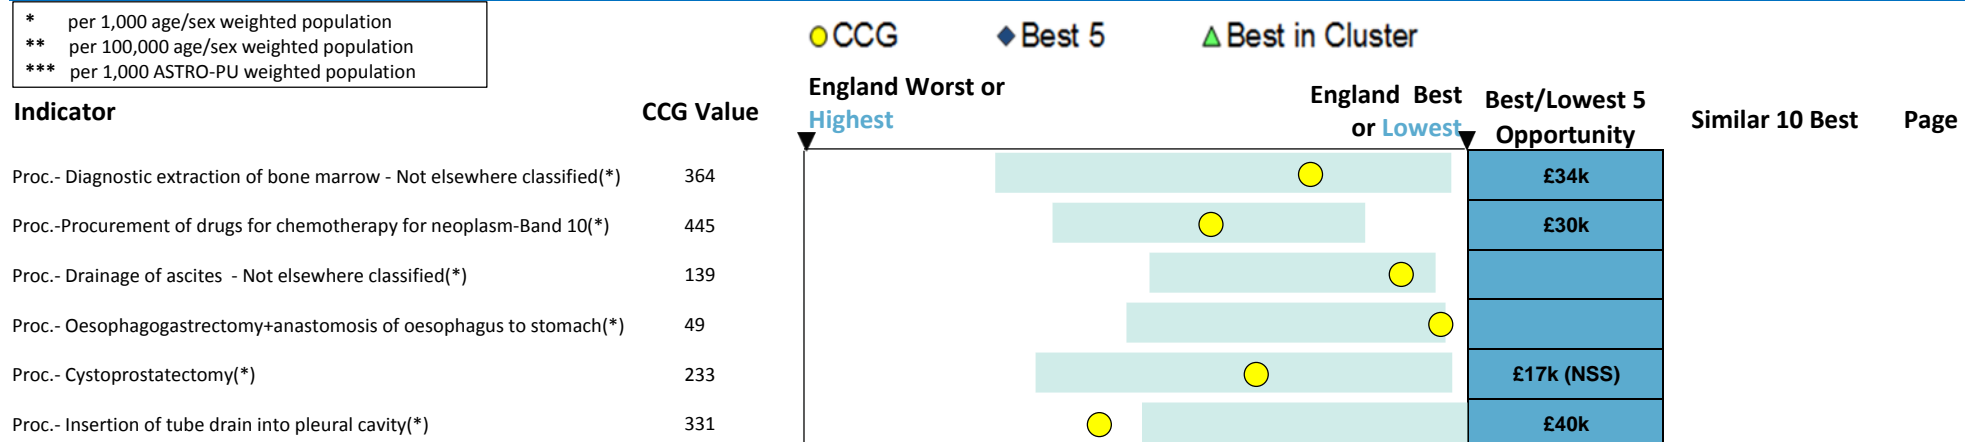 * per 1,000 age/sex weighted population
** per 100,000 age/sex weighted population
*** per 1,000 ASTRO-PU weighted population
CCG Best 5 Best in Cluster
Indicator CCG Value England Worst or Highest England Best or Lowest Best/Lowest 5 Opportunity Similar 10 Best Page
Proc.- Diagnostic extraction of bone marrow - Not elsewhere classified(*) 364 £34k
Proc.-Procurement of drugs for chemotherapy for neoplasm-Band 10(*) 445 £30k
Proc.- Drainage of ascites - Not elsewhere classified(*) 139
Proc.- Oesophagogastrectomy+anastomosis of oesophagus to stomach(*) 49
Proc.- Cystoprostatectomy(*) 233 £17k (NSS)
Proc.- Insertion of tube drain into pleural cavity(*) 331 £40k